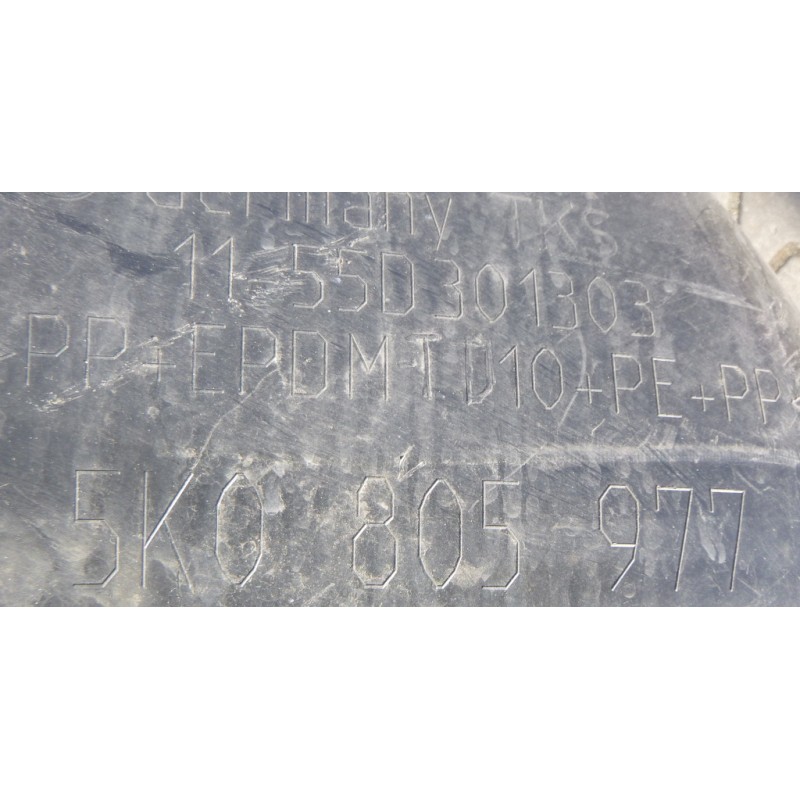 Germany TKS
11 55D301303
>PP+EPDM-TD10+PE+PP<
5K0 805 977